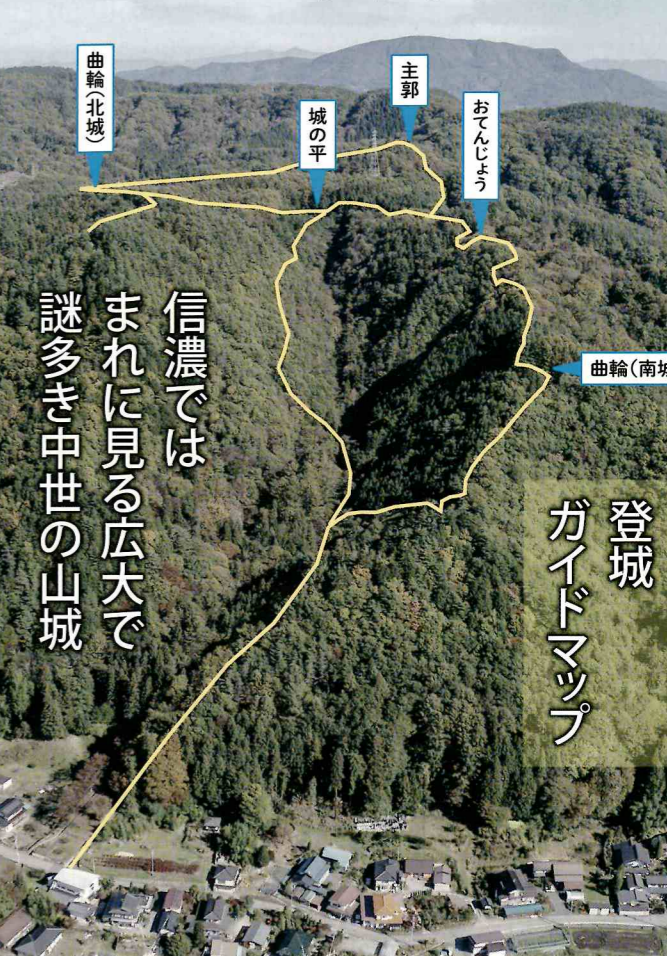 曲輪（北城）
城の平
主郭
おてんじょう
曲輪（南城
信濃では
まれに見る広大で
謎多き中世の山城
登城
ガイドマップ